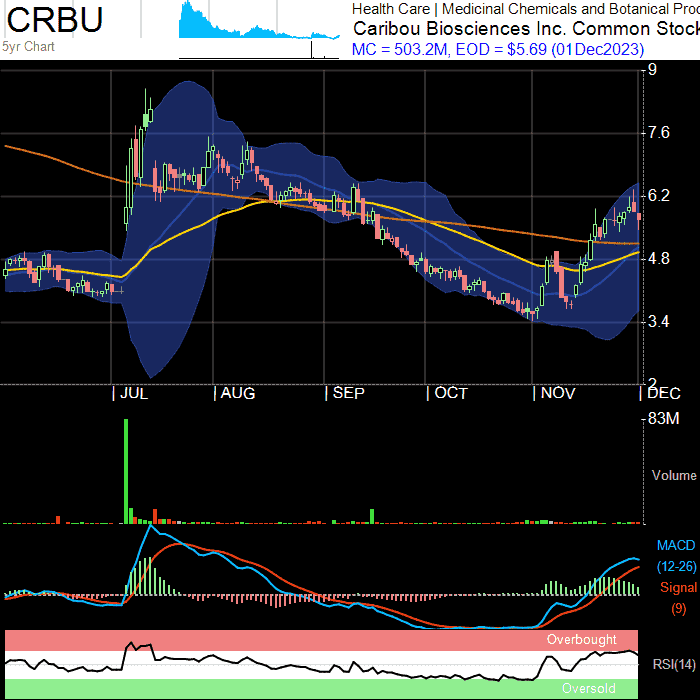 CRBU
5yr Chart
Health Care | Medicinal Chemicals and Botanical Pro
Caribou Biosciences Inc. Common Stock
MC = 503.2M, EOD = $5.69 (01Dec2023)
9
7.6
6.2
4.8
3.4
2
| JUL | AUG | SEP | OCT | NOV | DEC
83M
Volume
MACD
(12-26)
Signal
(9)
Overbought
RSI(14)
Oversold